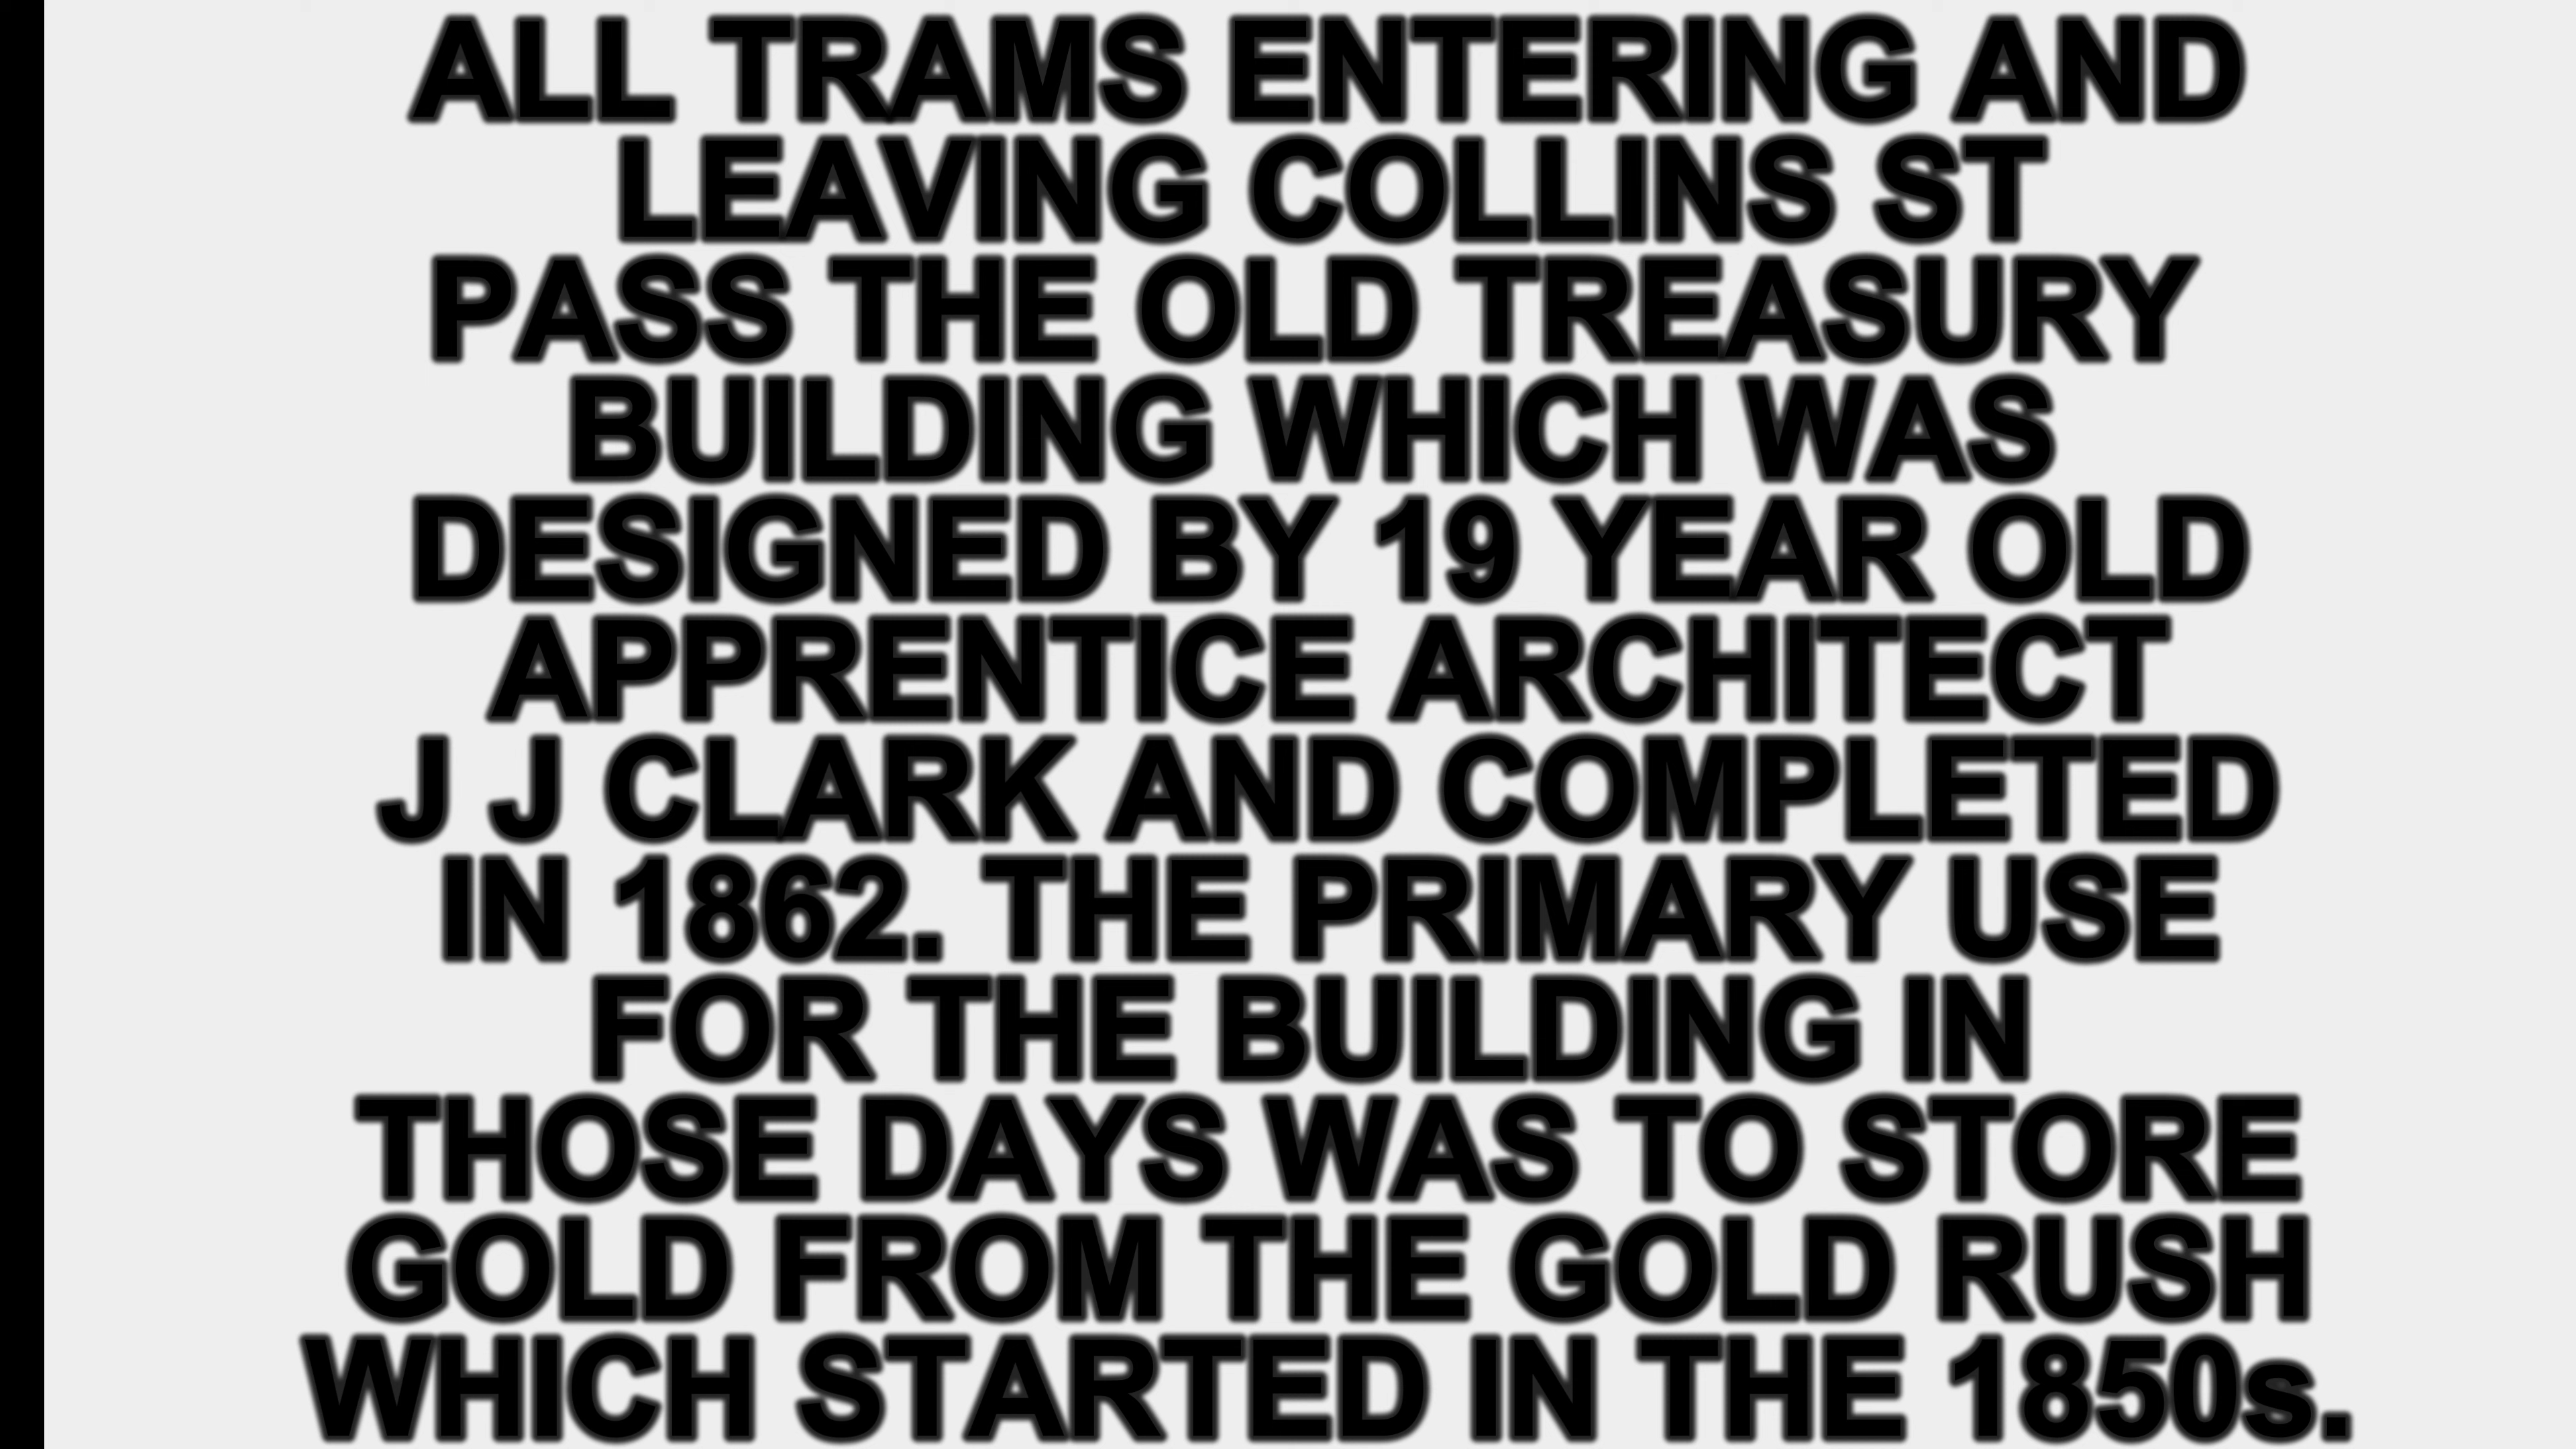 ALL TRAMS ENTERING AND
LEAVING COLLINS ST
PASS THE OLD TREASURY
BUILDING WHICH WAS
DESIGNED BY 19 YEAR OLD
APPRENTICE ARCHITECT
J J CLARK AND COMPLETED
IN 1862. THE PRIMARY USE
FOR THE BUILDING IN
THOSE DAYS WAS TO STORE
GOLD FROM THE GOLD RUSH
WHICH STARTED IN THE 1850s.